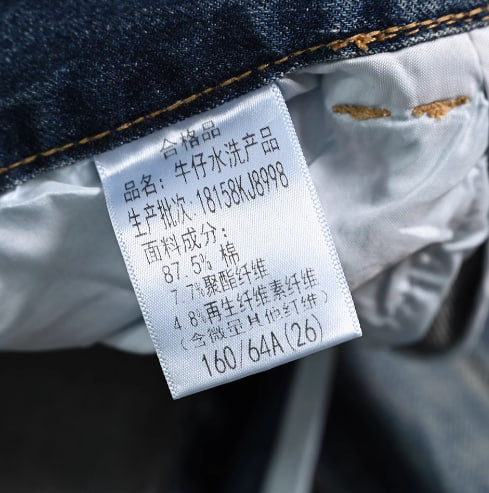 合格品
品名：牛仔水洗产品
生产批次：18158KJ8998
面料成分：
87.5% 棉
7.7%聚酯纤维
4.8%再生纤维素纤维
（含微量其他纤维）
160/64A(26)